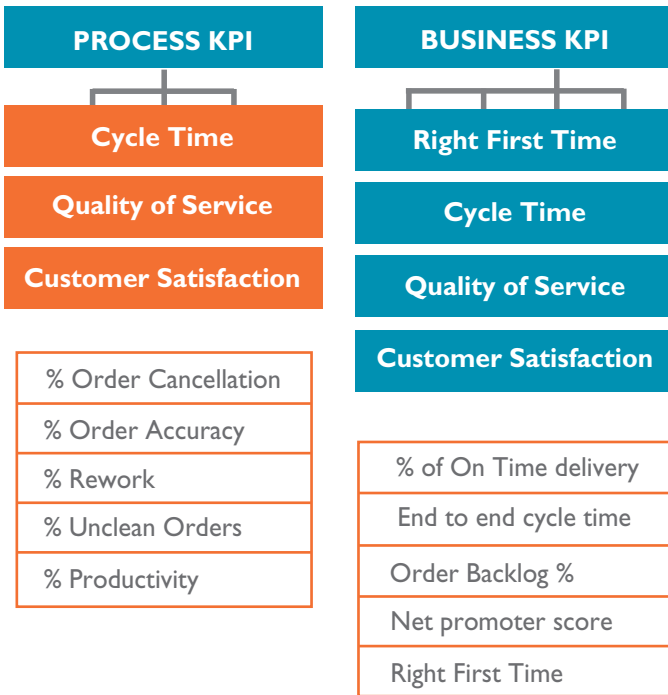 PROCESS KPI
Cycle Time
Quality of Service
Customer Satisfaction
% Order Cancellation
% Order Accuracy
% Rework
% Unclean Orders
% Productivity
BUSINESS KPI
Right First Time
Cycle Time
Quality of Service
Customer Satisfaction
% of On Time delivery
End to end cycle time
Order Backlog %
Net promoter score
Right First Time